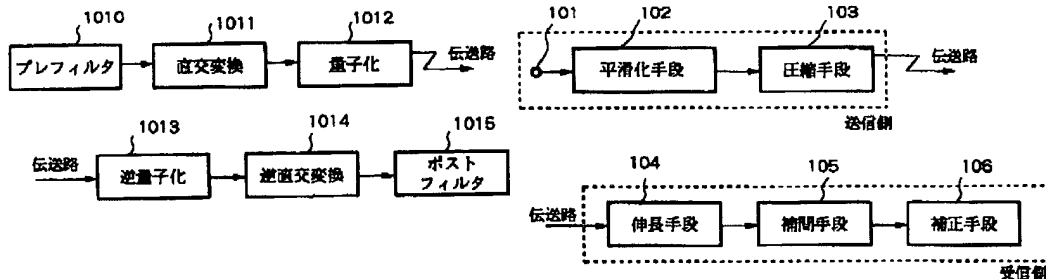 1010
1011
1012
プレフィルタ
直交変換
量子化
伝送路
1013
1014
1015
伝送路
逆量子化
逆直交変換
ポスト
フィルタ
101
102
103
平滑化手段
圧縮手段
伝送路
送信側
104
105
106
伝送路
伸長手段
補間手段
補正手段
受信側